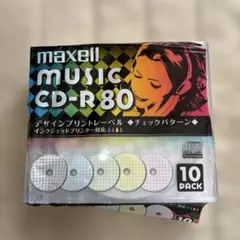 maxell
MUSIC
CD-R80
デザインプリントレーベル ◆チェックパターン◆
インクジェットプリンター対応
10
PACK